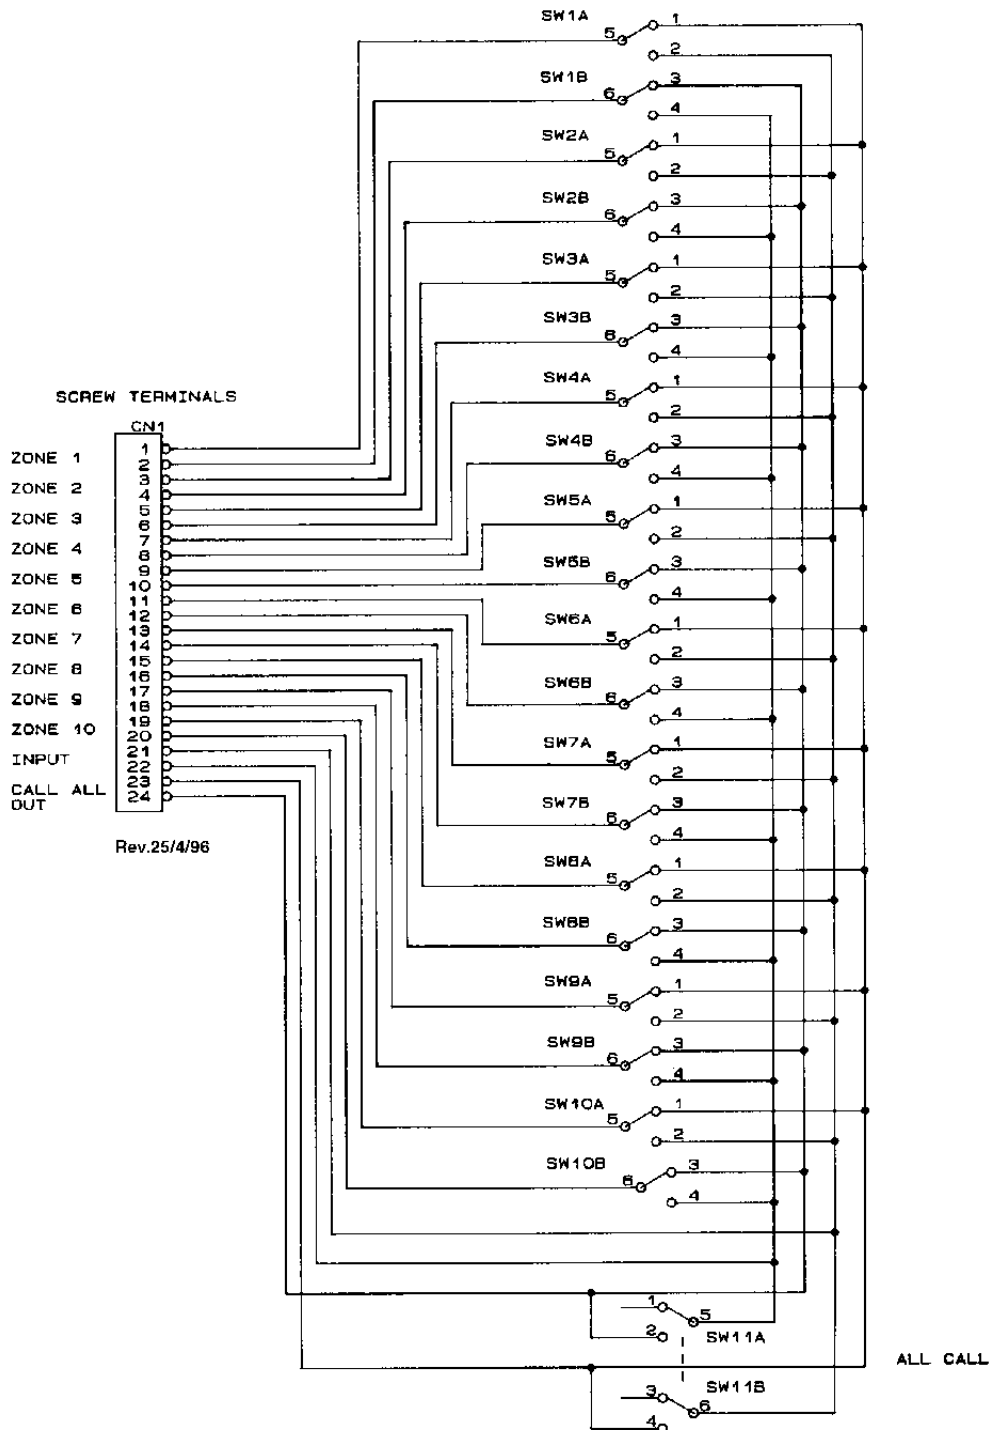 SW1A
5 1
2
SW1B
6 3
4
SW2A
5 1
2
SW2B
6 3
4
SW3A
5 1
2
SW3B
6 3
4
SW4A
5 1
2
SW4B
6 3
4
SW5A
5 1
2
SW5B
6 3
4
SW6A
5 1
2
SW6B
6 3
4
SW7A
5 1
2
SW7B
6 3
4
SW8A
5 1
2
SW8B
6 3
4
SW9A
5 1
2
SW9B
6 3
4
SW10A
5 1
2
SW10B
6 3
4
SCREW TERMINALS
CN1
ZONE 1
ZONE 2
ZONE 3
ZONE 4
ZONE 5
ZONE 6
ZONE 7
ZONE 8
ZONE 9
ZONE 10
INPUT
CALL ALL
OUT
1
2
3
4
5
6
7
8
9
10
11
12
13
14
15
16
17
18
19
20
21
22
23
24
Rev.25/4/96
1 5
2 SW11A
ALL CALL
3 SW11B
6
4